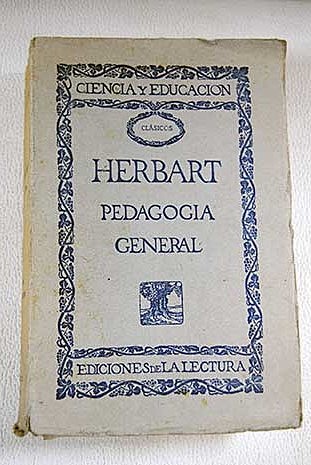 CIENCIA Y EDUCACION
CLÁSICOS
HERBART
PEDAGOGIA
GENERAL
EDICIONES DE LA LECTURA